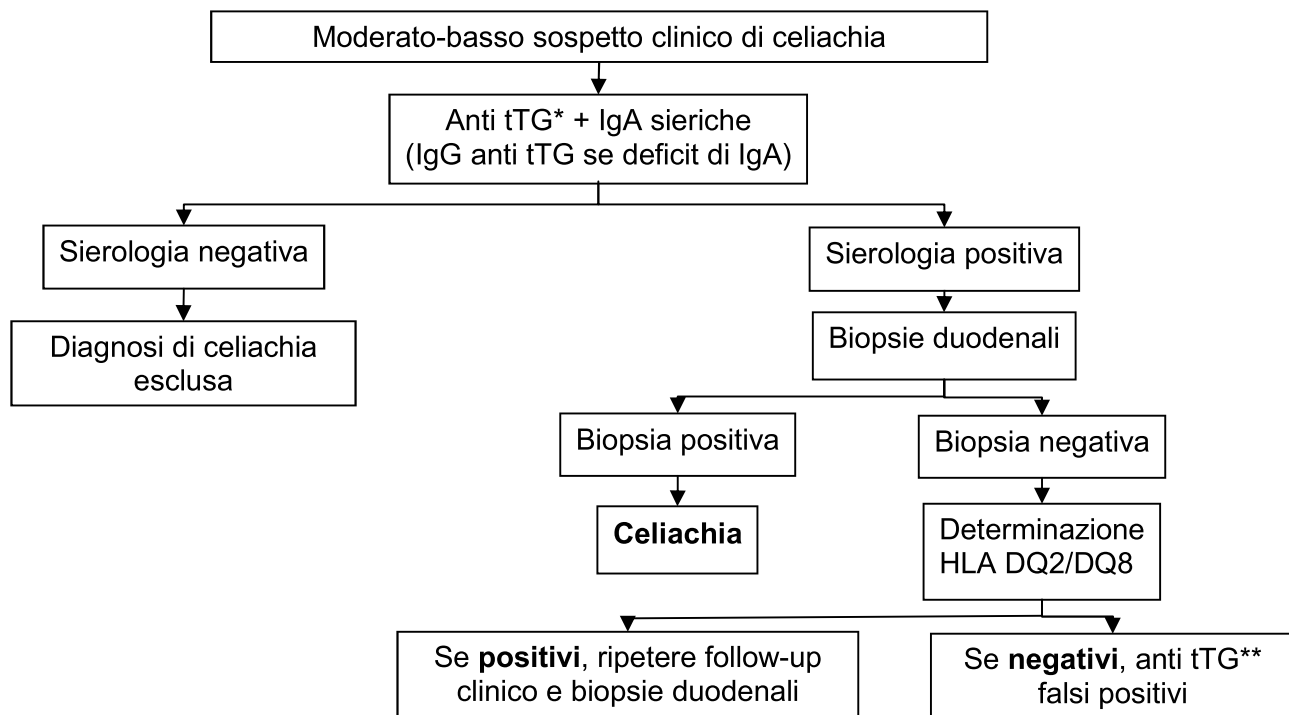 Moderato-basso sospetto clinico di celiachia
Anti tTG* + IgA sieriche
(IgG anti tTG se deficit di IgA)
Sierologia negativa
Sierologia positiva
Diagnosi di celiachia
esclusa
Biopsie duodenali
Biopsia positiva
Biopsia negativa
Celiachia
Determinazione
HLA DQ2/DQ8
Se positivi, ripetere follow-up
clinico e biopsie duodenali
Se negativi, anti tTG**
falsi positivi